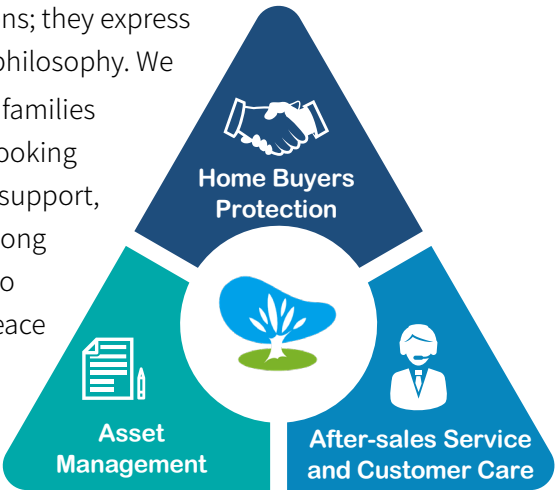 ns; they express
philosophy. We
families
ooking
support,
ong
o
eace
Home Buyers
Protection
Asset
Management
After-sales Service
and Customer Care